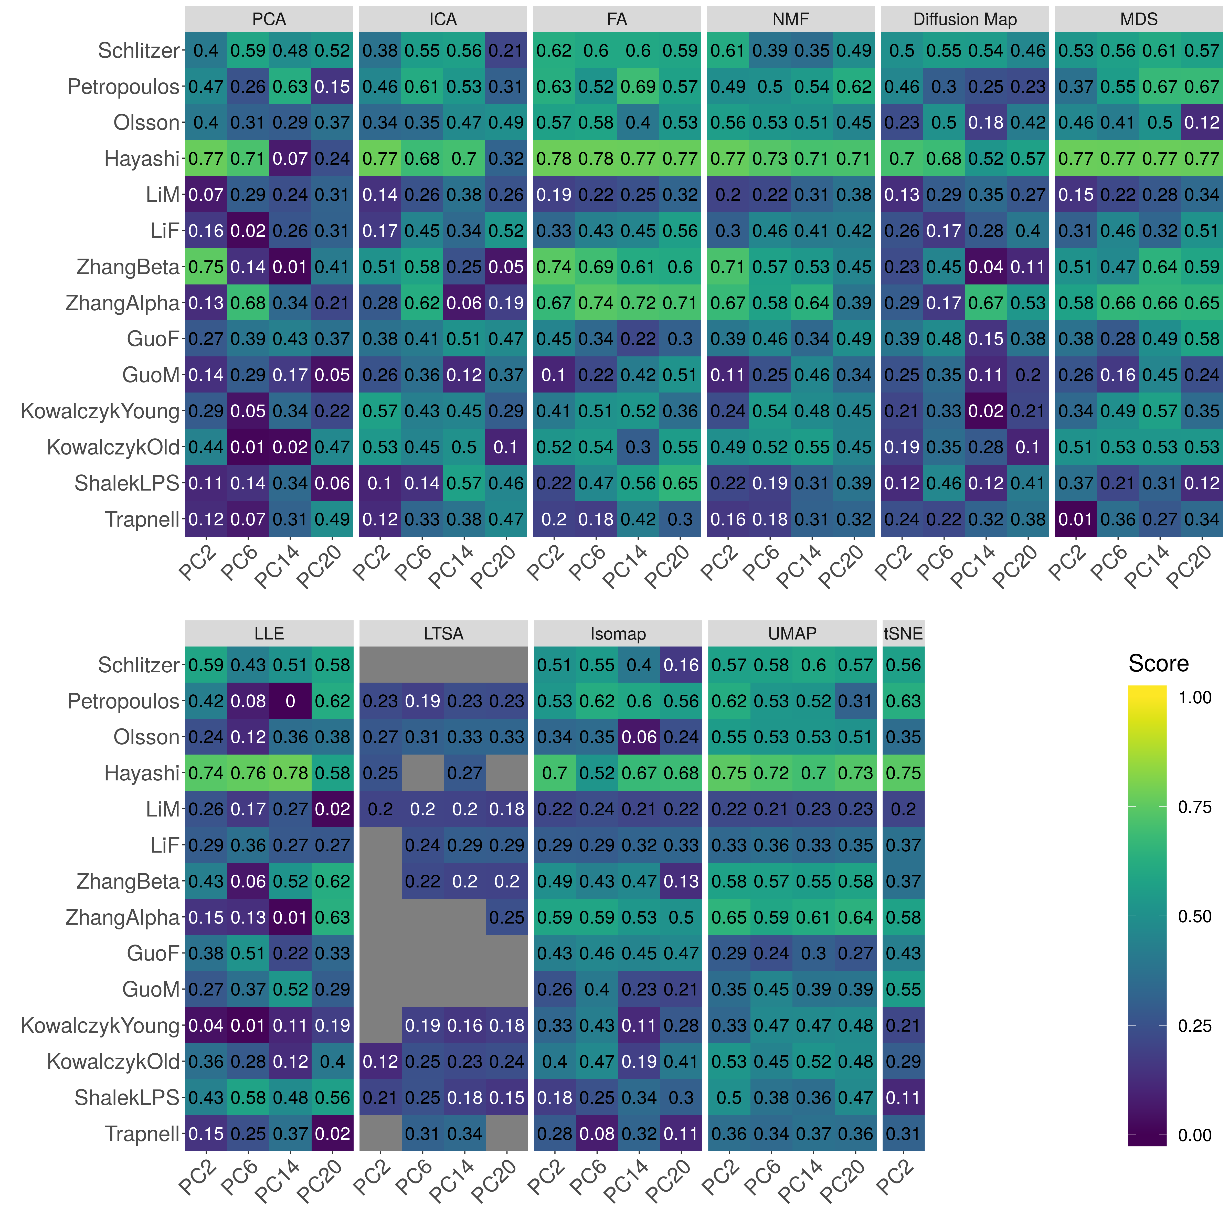 PCA ICA FA NMF Diffusion Map MDS
Schlitzer 0.4 0.59 0.48 0.52 0.38 0.55 0.56 0.21 0.62 0.6 0.6 0.59 0.61 0.39 0.35 0.49 0.5 0.55 0.54 0.46 0.53 0.56 0.61 0.57
Petropoulos 0.47 0.26 0.63 0.15 0.46 0.61 0.53 0.31 0.63 0.52 0.69 0.57 0.49 0.5 0.54 0.62 0.46 0.3 0.25 0.23 0.37 0.55 0.67 0.67
Olsson 0.4 0.31 0.29 0.37 0.34 0.35 0.47 0.49 0.57 0.58 0.4 0.53 0.56 0.53 0.51 0.45 0.23 0.5 0.18 0.42 0.46 0.41 0.5 0.12
Hayashi 0.77 0.71 0.07 0.24 0.77 0.68 0.7 0.32 0.78 0.78 0.77 0.77 0.77 0.73 0.71 0.71 0.7 0.68 0.52 0.57 0.77 0.77 0.77 0.77
LiM 0.07 0.29 0.24 0.31 0.14 0.26 0.38 0.26 0.19 0.22 0.25 0.32 0.2 0.22 0.31 0.38 0.13 0.29 0.35 0.27 0.15 0.22 0.28 0.34
LiF 0.16 0.02 0.26 0.31 0.17 0.45 0.34 0.52 0.33 0.43 0.45 0.56 0.3 0.46 0.41 0.42 0.26 0.17 0.28 0.4 0.31 0.46 0.32 0.51
ZhangBeta 0.75 0.14 0.01 0.41 0.51 0.58 0.25 0.05 0.74 0.69 0.61 0.6 0.71 0.57 0.53 0.45 0.23 0.45 0.04 0.11 0.51 0.47 0.64 0.59
ZhangAlpha 0.13 0.68 0.34 0.21 0.28 0.62 0.06 0.19 0.67 0.74 0.72 0.71 0.67 0.58 0.64 0.39 0.29 0.17 0.67 0.53 0.58 0.66 0.66 0.65
GuoF 0.27 0.39 0.43 0.37 0.38 0.41 0.51 0.47 0.45 0.34 0.22 0.3 0.39 0.46 0.34 0.49 0.39 0.48 0.15 0.38 0.38 0.28 0.49 0.58
GuoM 0.14 0.29 0.17 0.05 0.26 0.36 0.12 0.37 0.1 0.22 0.42 0.51 0.11 0.25 0.46 0.34 0.25 0.35 0.11 0.2 0.26 0.16 0.45 0.24
KowalczykYoung 0.29 0.05 0.34 0.22 0.57 0.43 0.45 0.29 0.41 0.51 0.52 0.36 0.24 0.54 0.48 0.45 0.21 0.33 0.02 0.21 0.34 0.49 0.57 0.35
KowalczykOld 0.44 0.01 0.02 0.47 0.53 0.45 0.5 0.1 0.52 0.54 0.3 0.55 0.49 0.52 0.55 0.45 0.19 0.35 0.28 0.1 0.51 0.53 0.53 0.53
ShalekLPS 0.11 0.14 0.34 0.06 0.1 0.14 0.57 0.46 0.22 0.47 0.56 0.65 0.22 0.19 0.31 0.39 0.12 0.46 0.12 0.41 0.37 0.21 0.31 0.12
Trapnell 0.12 0.07 0.31 0.49 0.12 0.33 0.38 0.47 0.2 0.18 0.42 0.3 0.16 0.18 0.31 0.32 0.24 0.22 0.32 0.38 0.01 0.36 0.27 0.34
PC2 PC6 PC14 PC20 PC2 PC6 PC14 PC20 PC2 PC6 PC14 PC20 PC2 PC6 PC14 PC20 PC2 PC6 PC14 PC20 PC2 PC6 PC14 PC20
LLE LTSA Isomap UMAP tSNE
Schlitzer 0.59 0.43 0.51 0.58 0.51 0.55 0.4 0.16 0.57 0.58 0.6 0.57 0.56
Petropoulos 0.42 0.08 0 0.62 0.23 0.19 0.23 0.23 0.53 0.62 0.6 0.56 0.62 0.53 0.52 0.31 0.63
Olsson 0.24 0.12 0.36 0.38 0.27 0.31 0.33 0.33 0.34 0.35 0.06 0.24 0.55 0.53 0.53 0.51 0.35
Hayashi 0.74 0.76 0.78 0.58 0.25 0.27 0.7 0.52 0.67 0.68 0.75 0.72 0.7 0.73 0.75
LiM 0.26 0.17 0.27 0.02 0.2 0.2 0.2 0.18 0.22 0.24 0.21 0.22 0.22 0.21 0.23 0.23 0.2
LiF 0.29 0.36 0.27 0.27 0.24 0.29 0.29 0.29 0.29 0.32 0.33 0.33 0.36 0.33 0.35 0.37
ZhangBeta 0.43 0.06 0.52 0.62 0.22 0.2 0.2 0.49 0.43 0.47 0.13 0.58 0.57 0.55 0.58 0.37
ZhangAlpha 0.15 0.13 0.01 0.63 0.25 0.59 0.59 0.53 0.5 0.65 0.59 0.61 0.64 0.58
GuoF 0.38 0.51 0.22 0.33 0.43 0.46 0.45 0.47 0.29 0.24 0.3 0.27 0.43
GuoM 0.27 0.37 0.52 0.29 0.26 0.4 0.23 0.21 0.35 0.45 0.39 0.39 0.55
KowalczykYoung 0.04 0.01 0.11 0.19 0.19 0.16 0.18 0.33 0.43 0.11 0.28 0.33 0.47 0.47 0.48 0.21
KowalczykOld 0.36 0.28 0.12 0.4 0.12 0.25 0.23 0.24 0.4 0.47 0.19 0.41 0.53 0.45 0.52 0.48 0.29
ShalekLPS 0.43 0.58 0.48 0.56 0.21 0.25 0.18 0.15 0.18 0.25 0.34 0.3 0.5 0.38 0.36 0.47 0.11
Trapnell 0.15 0.25 0.37 0.02 0.31 0.34 0.28 0.08 0.32 0.11 0.36 0.34 0.37 0.36 0.31
PC2 PC6 PC14 PC20 PC2 PC6 PC14 PC20 PC2 PC6 PC14 PC20 PC2 PC6 PC14 PC20 PC2
Score
1.00
0.75
0.50
0.25
0.00